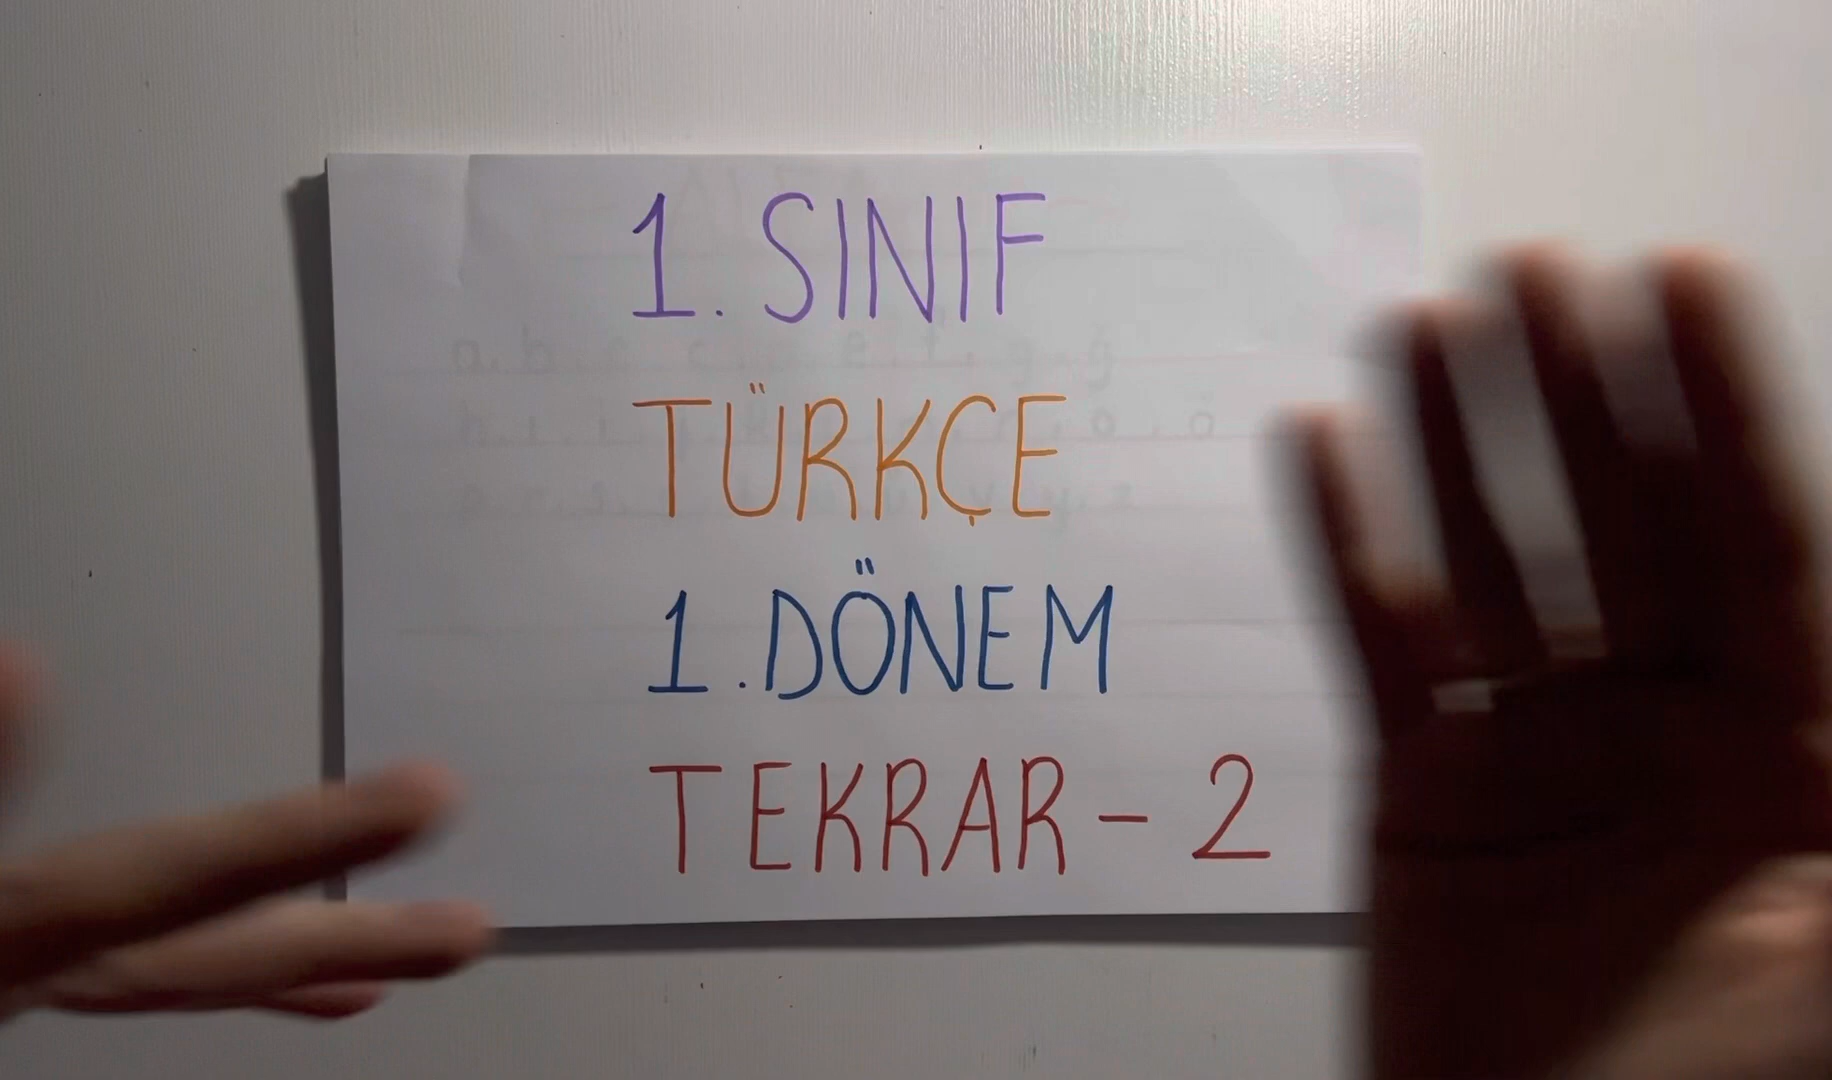 1. SINIF
TÜRKÇE
1. DÖNEM
TEKRAR - 2